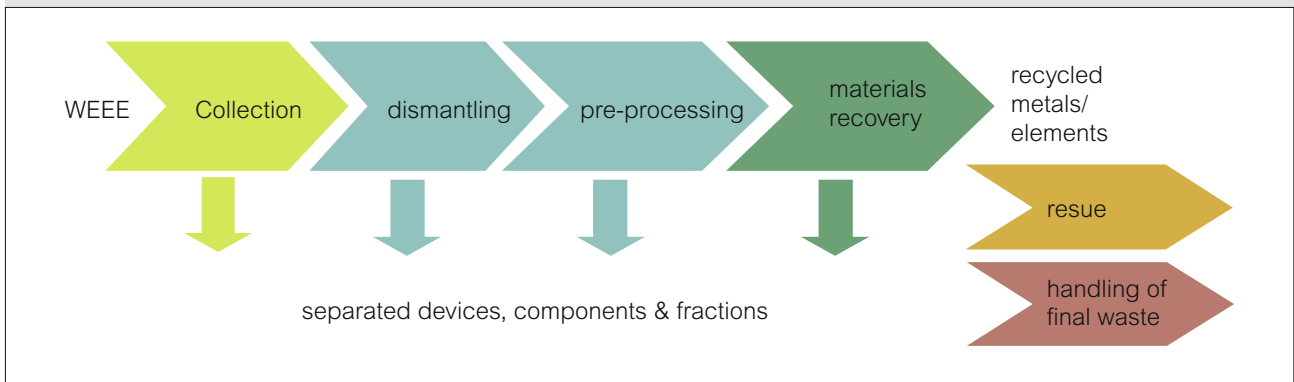 WEEE
Collection
dismantling
pre-processing
materials
recovery
recycled
metals/
elements
resue
handling of
final waste
separated devices, components & fractions